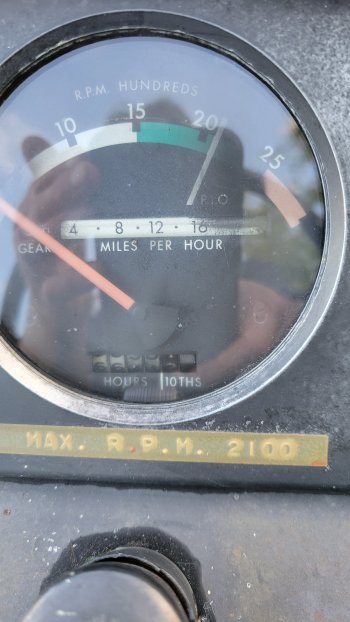 R.P.M. HUNDREDS
10 15 20 25
P.T.O
4 · 8 · 12 · 16
GEAR
MILES PER HOUR
HOURS 10THS
MAX. R.P.M. 2100